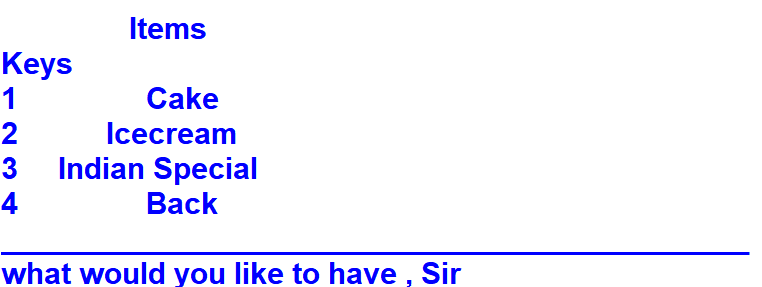 Items
Keys
1 Cake
2 Icecream
3 Indian Special
4 Back
what would you like to have , Sir